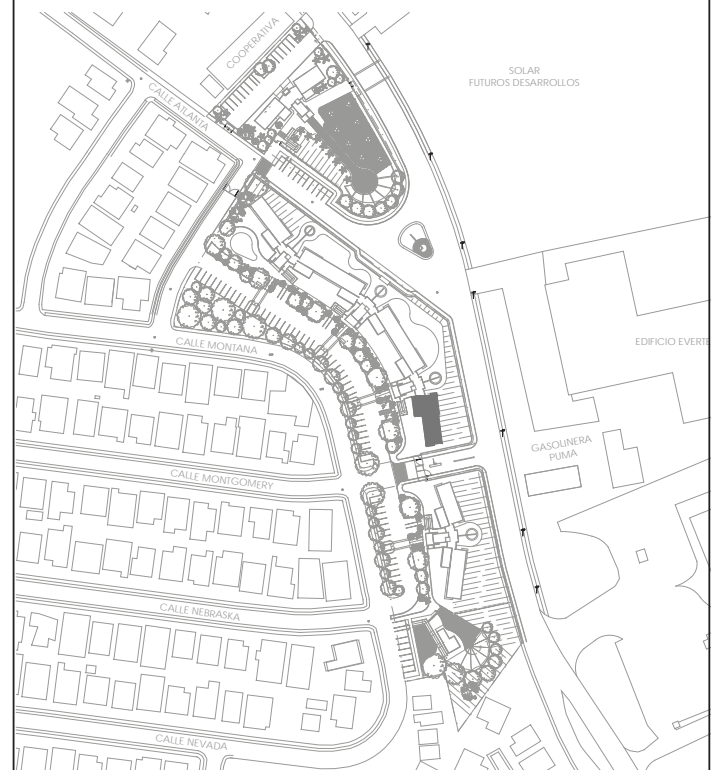 COOPERATIVA
SOLAR
FUTUROS DESARROLLOS
CALLE ATLANTA
EDIFICIO EVERTE
CALLE MONTANA
GASOLINERA
PUMA
CALLE MONTGOMERY
CALLE NEBRASKA
CALLE NEVADA